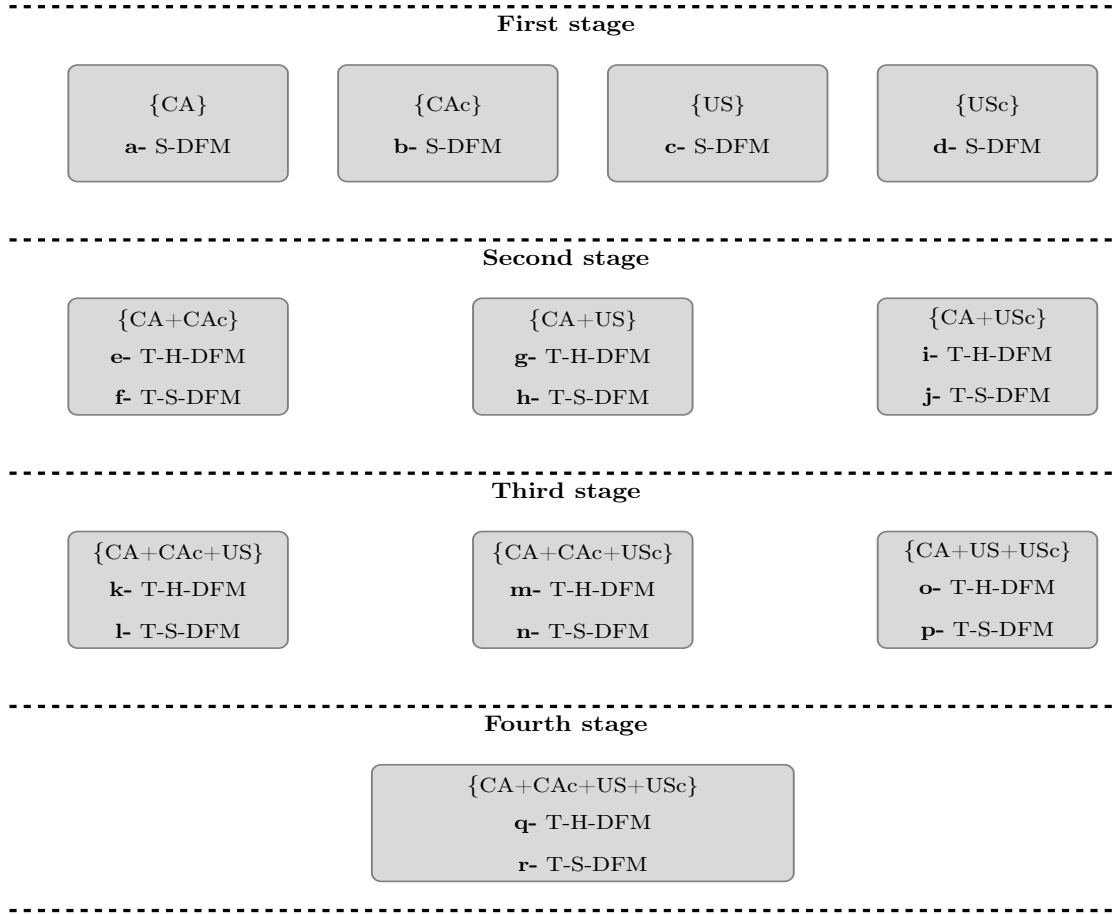 First stage
{CA}
a- S-DFM
{CAc}
b- S-DFM
{US}
c- S-DFM
{USc}
d- S-DFM
Second stage
{CA+CAc}
e- T-H-DFM
f- T-S-DFM
{CA+US}
g- T-H-DFM
h- T-S-DFM
{CA+USc}
i- T-H-DFM
j- T-S-DFM
Third stage
{CA+CAc+US}
k- T-H-DFM
l- T-S-DFM
{CA+CAc+USc}
m- T-H-DFM
n- T-S-DFM
{CA+US+USc}
o- T-H-DFM
p- T-S-DFM
Fourth stage
{CA+CAc+US+USc}
q- T-H-DFM
r- T-S-DFM